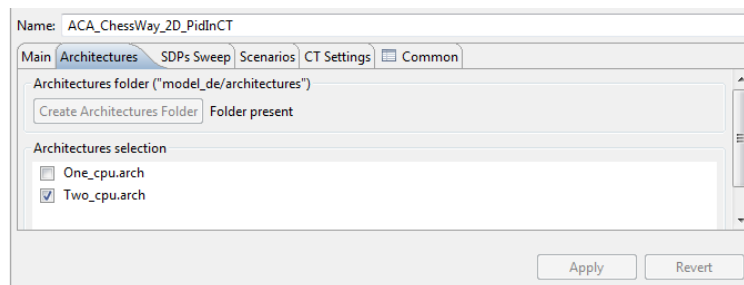 Name: ACA_ChessWay_2D_PidInCT
Main Architectures SDPs Sweep Scenarios CT Settings Common
Architectures folder ("model_de/architectures")
Create Architectures Folder Folder present
Architectures selection
One_cpu.arch
Two_cpu.arch
Apply Revert